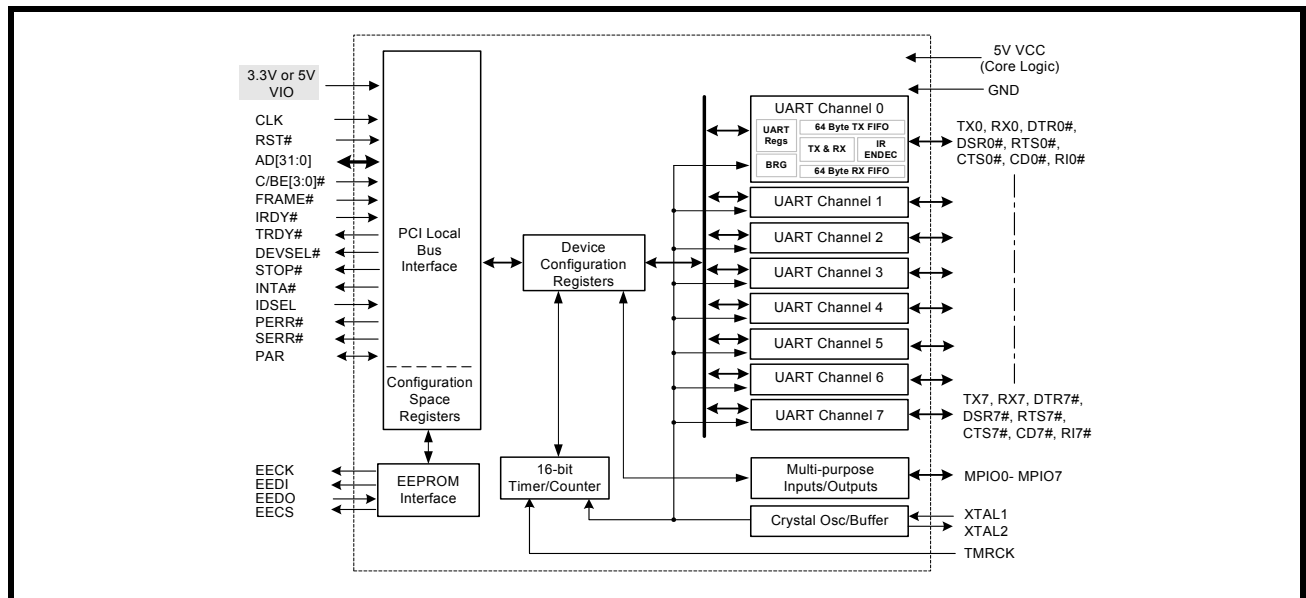 3.3V or 5V
VIO
CLK
RST#
AD[31:0]
C/BE[3:0]#
FRAME#
IRDY#
TRDY#
DEVSEL#
STOP#
INTA#
IDSEL
PERR#
SERR#
PAR
EECK
EEDI
EEDO
EECS
PCI Local
Bus
Interface
Configuration
Space
Registers
EEPROM
Interface
Device
Configuration
Registers
16-bit
Timer/Counter
UART Channel 0
UART
Regs
64 Byte TX FIFO
TX & RX
IR
ENDEC
BRG
64 Byte RX FIFO
UART Channel 1
UART Channel 2
UART Channel 3
UART Channel 4
UART Channel 5
UART Channel 6
UART Channel 7
Multi-purpose
Inputs/Outputs
Crystal Osc/Buffer
5V VCC
(Core Logic)
GND
TX0, RX0, DTR0#,
DSR0#, RTS0#,
CTS0#, CD0#, RI0#
TX7, RX7, DTR7#,
DSR7#, RTS7#,
CTS7#, CD7#, RI7#
MPIO0- MPIO7
XTAL1
XTAL2
TMRCK